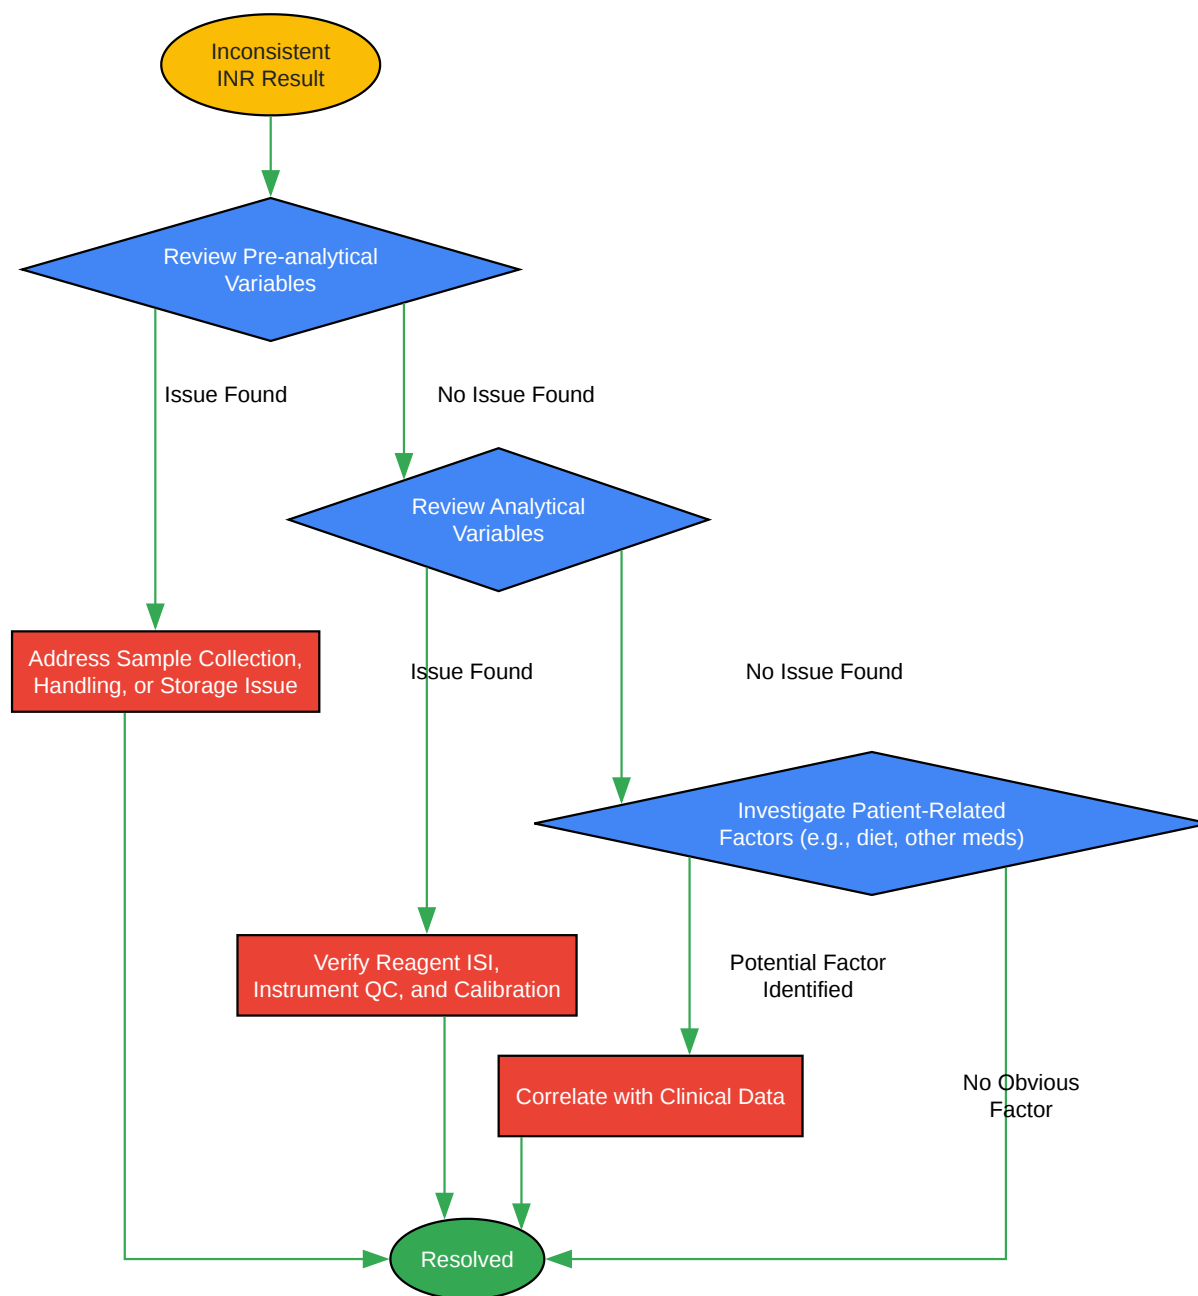 Inconsistent
INR Result
Review Pre-analytical
Variables
Issue Found
No Issue Found
Review Analytical
Variables
Address Sample Collection,
Handling, or Storage Issue
Issue Found
No Issue Found
Investigate Patient-Related
Factors (e.g., diet, other meds)
Verify Reagent ISI,
Instrument QC, and Calibration
Potential Factor
Identified
Correlate with Clinical Data
No Obvious
Factor
Resolved